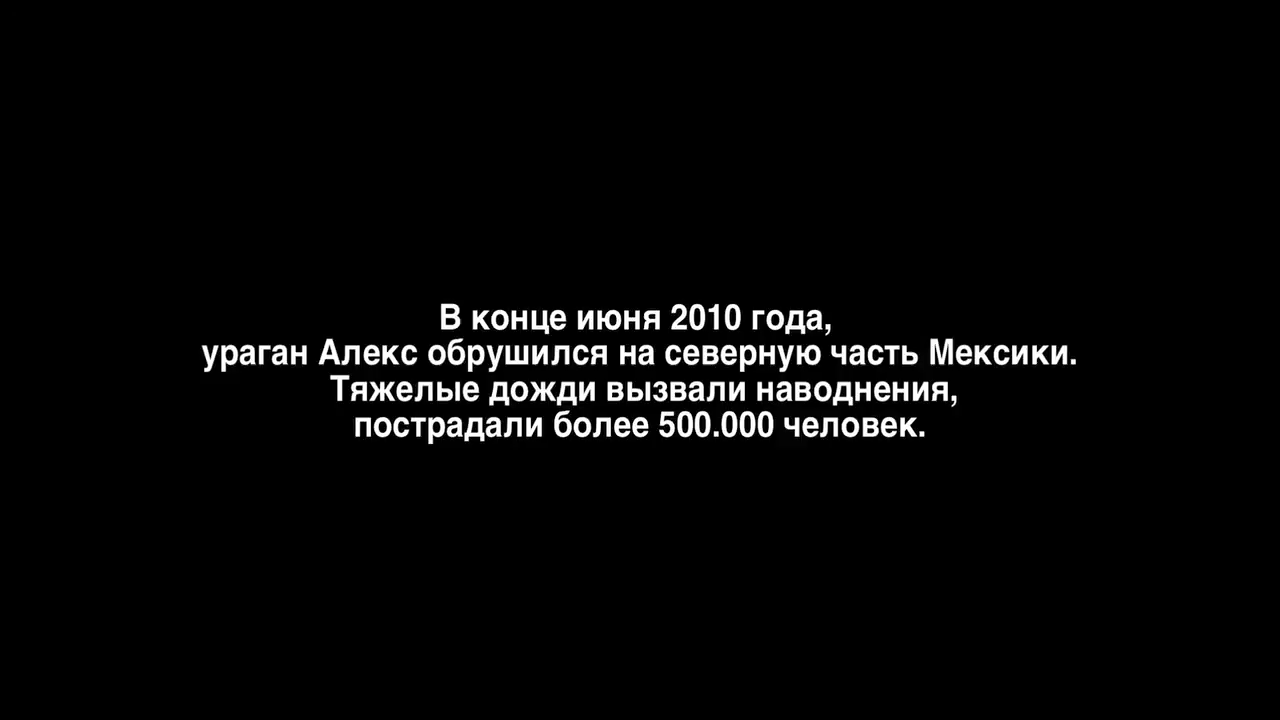 В конце июня 2010 года,
ураган Алекс обрушился на северную часть Мексики.
Тяжелые дожди вызвали наводнения,
пострадали более 500.000 человек.